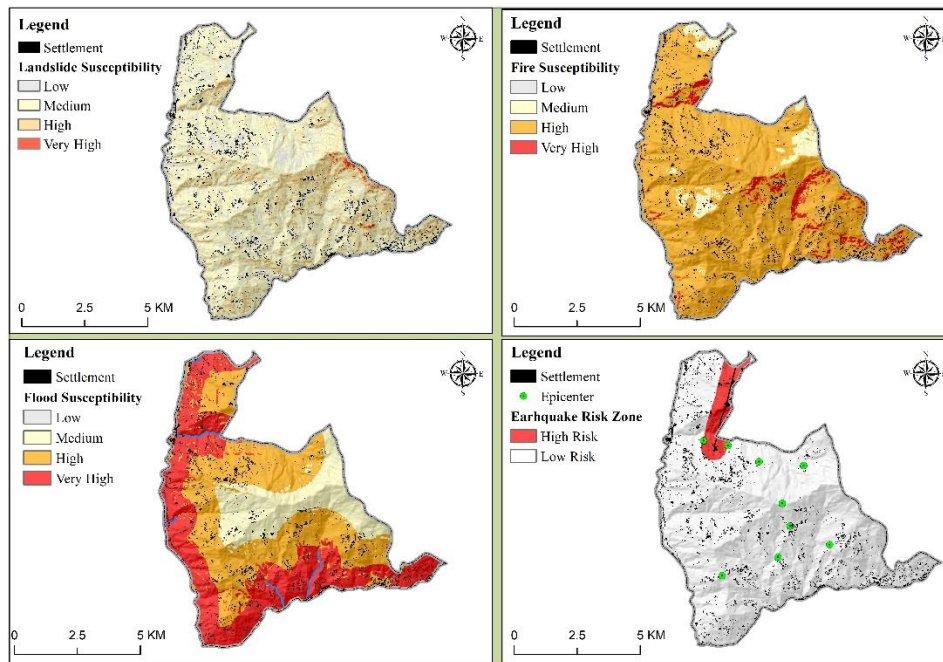 Legend
Settlement
Landslide Susceptibility
Low
Medium
High
Very High
N
W
E
S
0 2.5 5 KM
Legend
Settlement
Fire Susceptibility
Low
Medium
High
Very High
N
W
E
S
0 2.5 5 KM
Legend
Settlement
Flood Susceptibility
Low
Medium
High
Very High
N
W
E
S
0 2.5 5 KM
Legend
Settlement
Epicenter
Earhquake Risk Zone
High Risk
Low Risk
N
W
E
S
0 2.5 5 KM